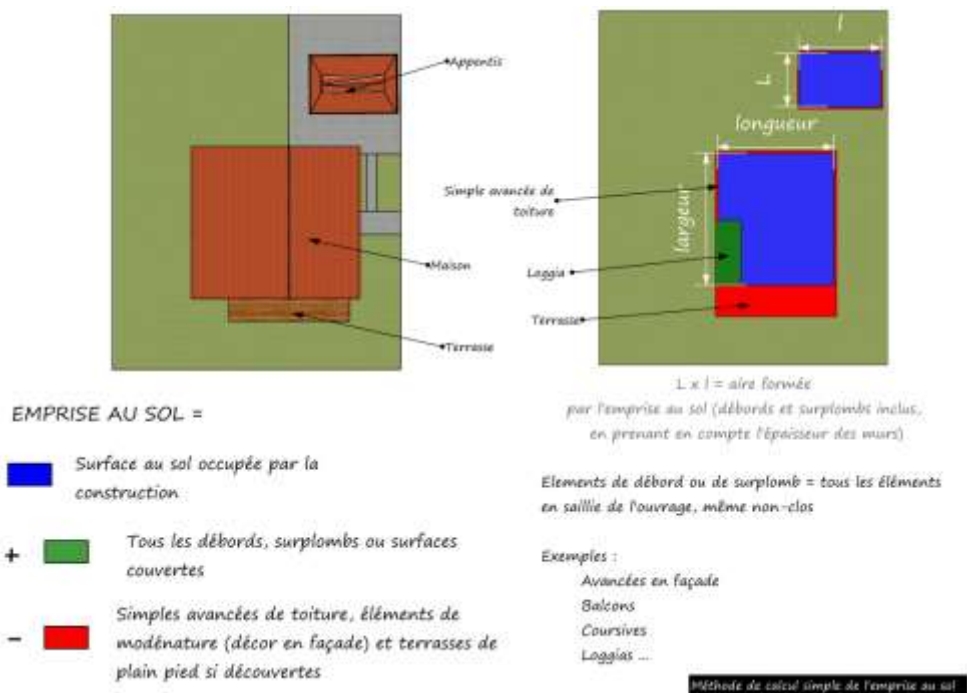 Appentis
Maison
Terrasse
l
L
longueur
largeur
Simple avancée de
toiture
Loggia
Terrasse
L x l = aire formée
par l'emprise au sol (débords et surplombs inclus,
en prenant en compte l'épaisseur des murs)
EMPRISE AU SOL =
Surface au sol occupée par la
construction
+ Tous les débords, surplombs ou surfaces
couvertes
- Simples avancées de toiture, éléments de
modénature (décor en façade) et terrasses de
plain pied si découvertes
Elements de débord ou de surplomb = tous les éléments
en saillie de l'ouvrage, même non-clos
Exemples :
Avancées en façade
Balcons
Coursives
Loggias ...
Méthode de calcul simple de l'emprise au sol